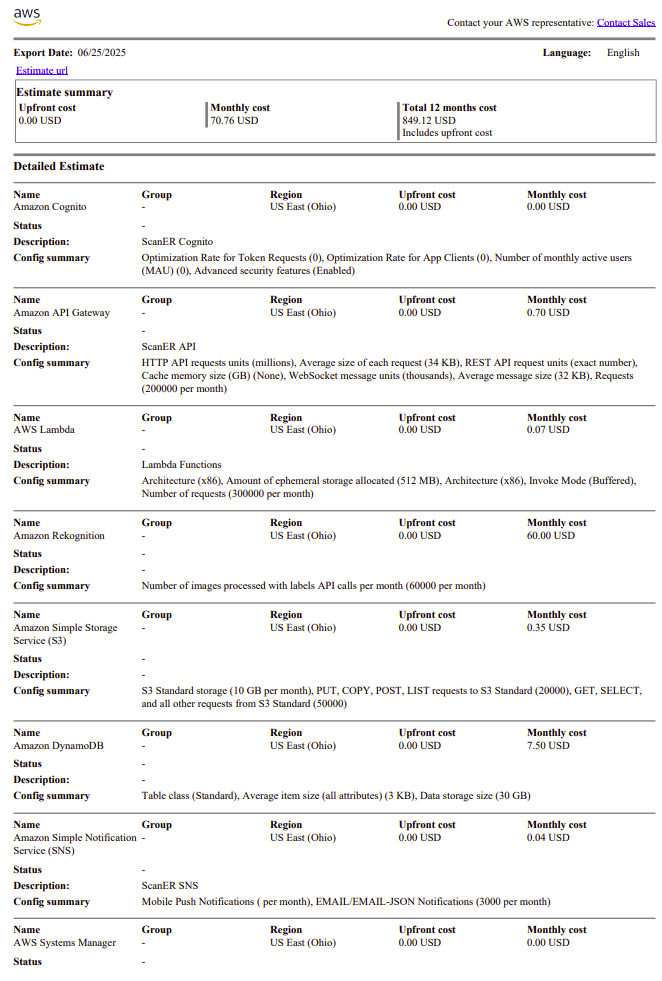 aws
Contact your AWS representative: Contact Sales
Export Date: 06/25/2025 Language: English
Estimate url
Estimate summary
Upfront cost Monthly cost Total 12 months cost
0.00 USD 70.76 USD 849.12 USD
Includes upfront cost
Detailed Estimate
Name Group Region Upfront cost Monthly cost
Amazon Cognito - US East (Ohio) 0.00 USD 0.00 USD
Status -
Description: ScanER Cognito
Config summary Optimization Rate for Token Requests (0), Optimization Rate for App Clients (0), Number of monthly active users
(MAU) (0), Advanced security features (Enabled)
Name Group Region Upfront cost Monthly cost
Amazon API Gateway - US East (Ohio) 0.00 USD 0.70 USD
Status -
Description: ScanER API
Config summary HTTP API requests units (millions), Average size of each request (34 KB), REST API request units (exact number),
Cache memory size (GB) (None), WebSocket message units (thousands), Average message size (32 KB), Requests
(200000 per month)
Name Group Region Upfront cost Monthly cost
AWS Lambda - US East (Ohio) 0.00 USD 0.07 USD
Status -
Description: Lambda Functions
Config summary Architecture (x86), Amount of ephemeral storage allocated (512 MB), Architecture (x86), Invoke Mode (Buffered),
Number of requests (300000 per month)
Name Group Region Upfront cost Monthly cost
Amazon Rekognition - US East (Ohio) 0.00 USD 60.00 USD
Status -
Description: -
Config summary Number of images processed with labels API calls per month (60000 per month)
Name Group Region Upfront cost Monthly cost
Amazon Simple Storage - US East (Ohio) 0.00 USD 0.35 USD
Service (S3)
Status -
Description: -
Config summary S3 Standard storage (10 GB per month), PUT, COPY, POST, LIST requests to S3 Standard (20000), GET, SELECT,
and all other requests from S3 Standard (50000)
Name Group Region Upfront cost Monthly cost
Amazon DynamoDB - US East (Ohio) 0.00 USD 7.50 USD
Status -
Description: -
Config summary Table class (Standard), Average item size (all attributes) (3 KB), Data storage size (30 GB)
Name Group Region Upfront cost Monthly cost
Amazon Simple Notification - US East (Ohio) 0.00 USD 0.04 USD
Service (SNS)
Status -
Description: ScanER SNS
Config summary Mobile Push Notifications ( per month), EMAIL/EMAIL-JSON Notifications (3000 per month)
Name Group Region Upfront cost Monthly cost
AWS Systems Manager - US East (Ohio) 0.00 USD 0.00 USD
Status -